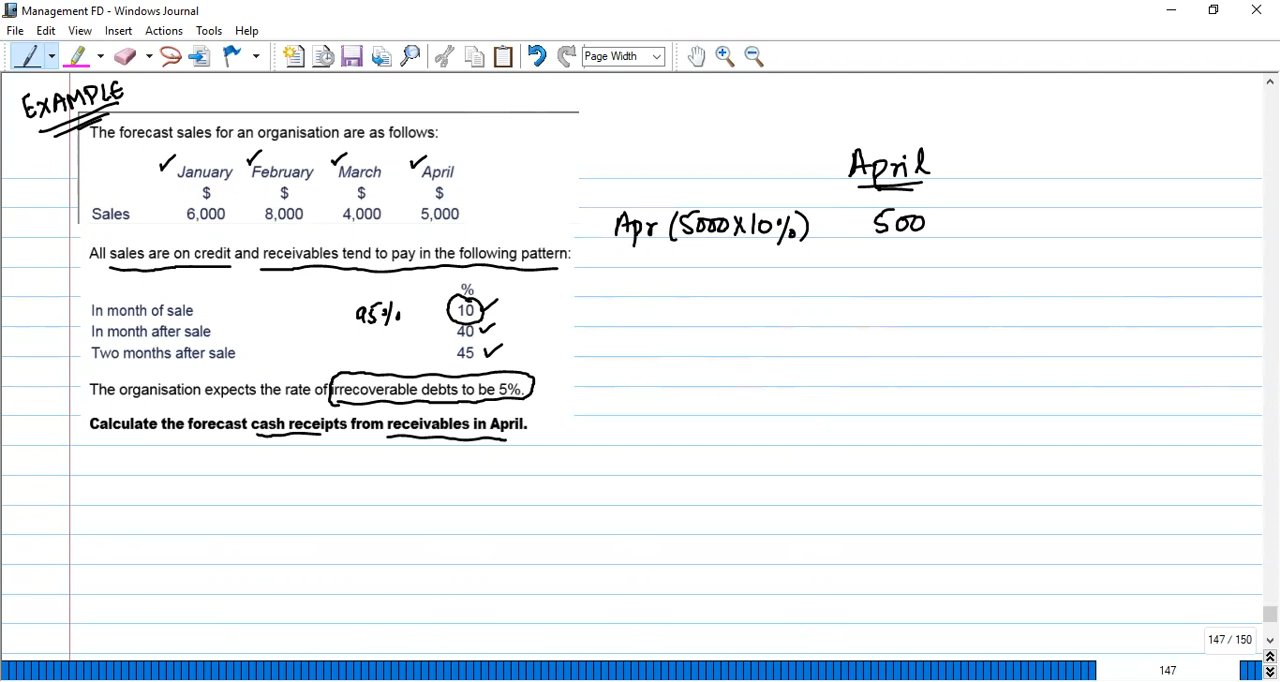 Management FD - Windows Journal
File Edit View Insert Actions Tools Help
Page Width
EXAMPLE
The forecast sales for an organisation are as follows:
January February March April
$ $ $ $
Sales 6,000 8,000 4,000 5,000
All sales are on credit and receivables tend to pay in the following pattern:
%
In month of sale 95% 10
In month after sale 40
Two months after sale 45
The organisation expects the rate of irrecoverable debts to be 5%.
Calculate the forecast cash receipts from receivables in April.
April
Apr (5000 X 10%) 500
147 / 150
147